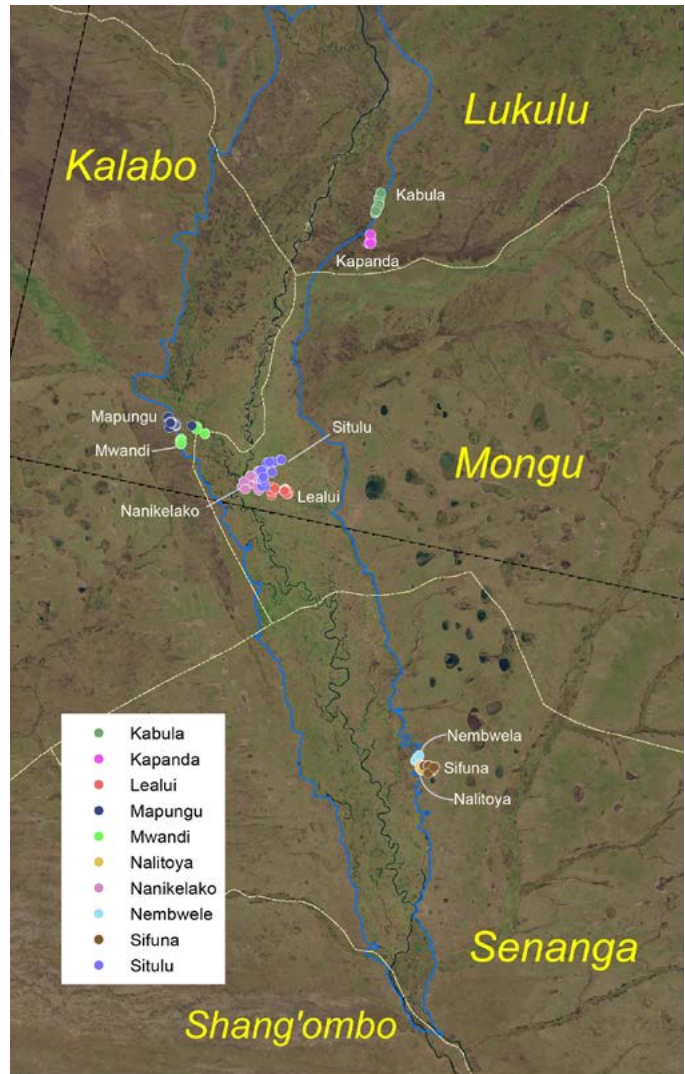 Lukulu
Kalabo
Kabula
Kapanda
Mapungu
Situlu
Mwandi
Mongu
Nanikelako
Lealui
Nembwela
Sifuna
Nalitoya
Kabula
Kapanda
Lealui
Mapungu
Mwandi
Nalitoya
Nanikelako
Nembwele
Sifuna
Situlu
Senanga
Shang'ombo